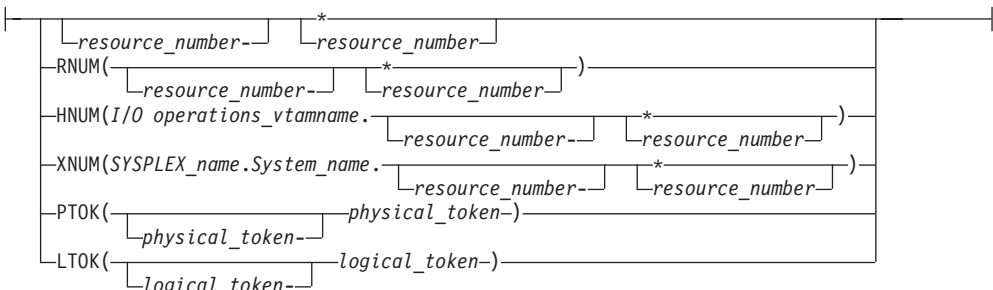 *
resource_number- resource_number
RNUM( * )
resource_number- resource_number
HNUM(I/O operations_vtamname. * )
resource_number- resource_number
XNUM(SYSPLEX_name.System_name. * )
resource_number- resource_number
PTOK( physical_token )
physical_token-
LTOK( logical_token )
logical_token-